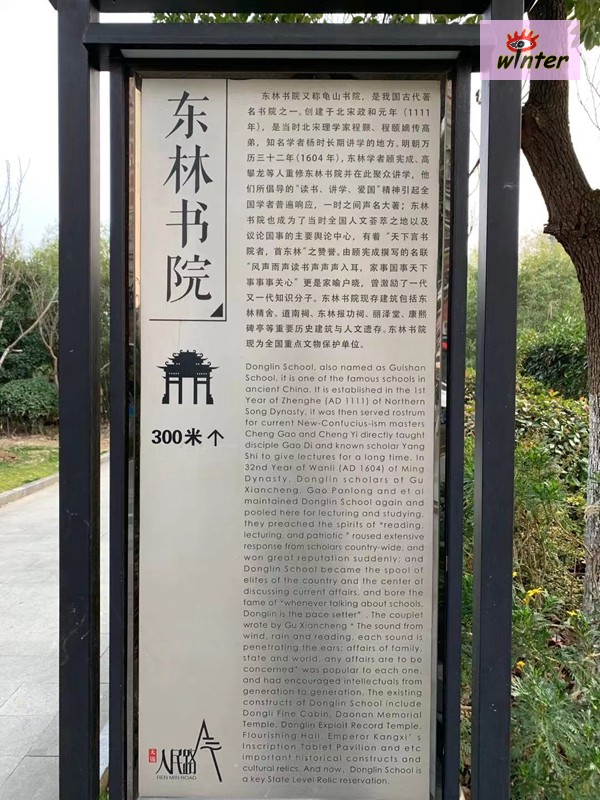 winter
东林书院
东林书院又称龟山书院，是我国古代著
名书院之一。创建于北宋政和元年（1111
年），是当时北宋理学家程颢、程颐嫡传高
弟，知名学者杨时长期讲学的地方。明朝万
历三十二年（1604年），东林学者顾宪成、高
攀龙等人重修东林书院并在此聚众讲学，他
们所倡导的“读书、讲学、爱国”精神引起全
国学者普遍响应，一时之间声名大著；东林
书院也成为了当时全国人文荟萃之地以及
议论国事的主要舆论中心，有着“天下言书
院者，首东林”之赞誉。由顾宪成撰写的名联
“风声雨声读书声声声入耳，家事国事天下
事事事关心”更是家喻户晓，曾激励了一代
又一代知识分子。东林书院现存建筑包括东
林精舍、道南祠、东林报功祠、丽泽堂、康熙
碑亭等重要历史建筑与人文遗存。东林书院
现为全国重点文物保护单位。
300米↑
Donglin School, also named as Guishan
School, it is one of the famous schools in
ancient China. It is established in the 1st
Year of Zhenghe (AD 1111) of Northern
Song Dynasty, it was then served rostrum
for current New-Confucius-ism masters
Cheng Gao and Cheng Yi directly taught
disciple Gao Di and known scholar Yang
Shi to give lectures for a long time. In
32nd Year of Wanli (AD 1604) of Ming
Dynasty, Donglin scholars of Gu
Xiancheng, Gao Panlong and et al
maintained Donglin School again and
pooled here for lecturing and studying,
they preached the spirits of “reading,
lecturing, and patriotic ” roused extensive
response from scholars country-wide, and
won great reputation suddenly; and
Donglin School became the spool of
elites of the country and the center of
discussing current affairs, and bore the
fame of “whenever talking about schools,
Donglin is the pace setter” . The couplet
wrote by Gu Xiancheng “ The sound from
wind, rain and reading, each sound is
penetrating the ears; affairs of family,
state and world, any affairs are to be
concerned” was popular to each one,
and had encouraged intellectuals from
generation to generation. The existing
constructs of Donglin School include
Dongli Fine Cabin, Daonan Memorial
Temple, Donglin Exploit Record Temple,
Flourishing Hall, Emperor Kangxi’ s
Inscription Tablet Pavilion and etc
important historical constructs and
cultural relics. And now, Donglin School is
a key State Level Relic reservation.
人民路
REN MIN ROAD